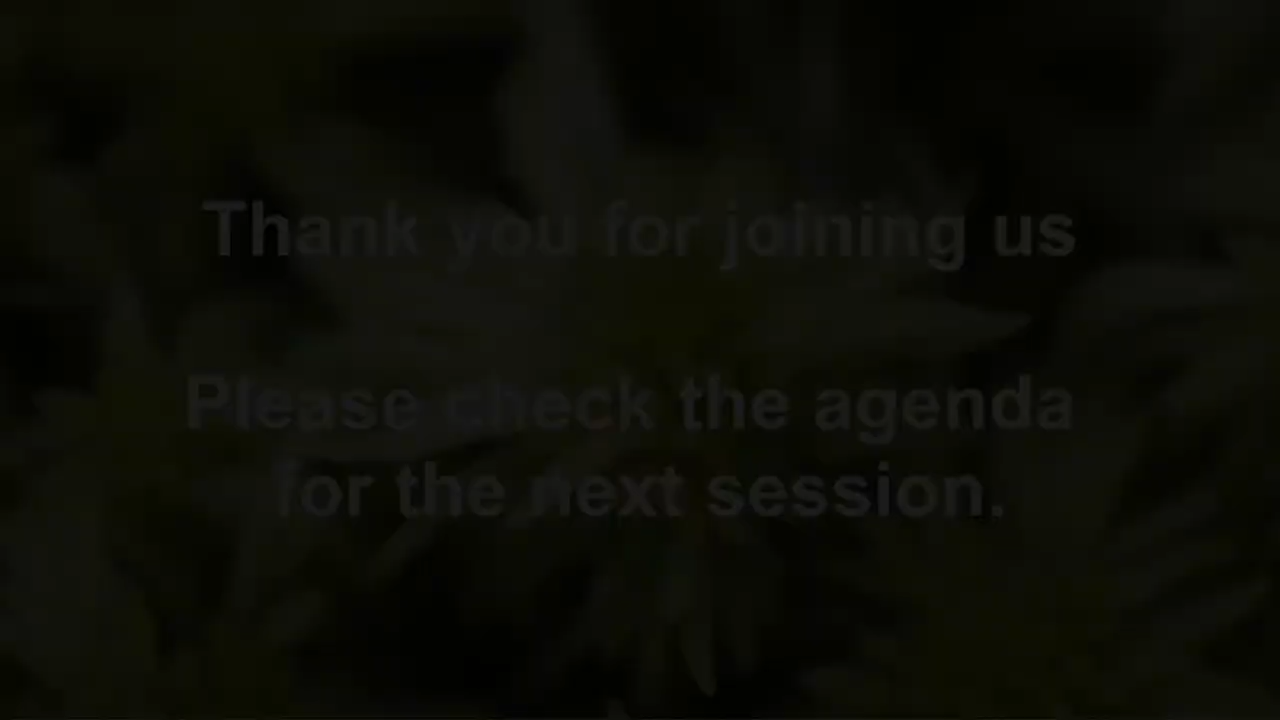 Thank you for joining us
Please check the agenda
for the next session.